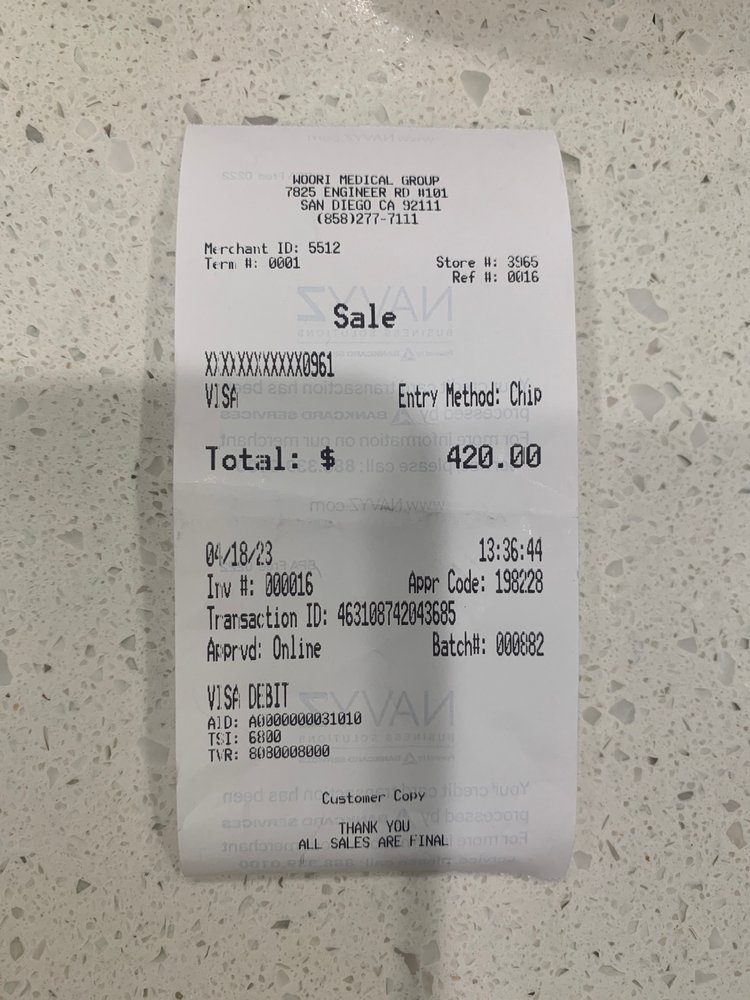 WOORI MEDICAL GROUP
7825 ENGINEER RD #101
SAN DIEGO CA 92111
(858)277-7111
Merchant ID: 5512
Term #: 0001
Store #: 3965
Ref #: 0016
Sale
XXXXXXXXXXXX0961
VISA
Entry Method: Chip
Total: $ 420.00
04/18/23 13:36:44
Inv #: 000016 Appr Code: 198228
Transaction ID: 463108742043685
Apprvd: Online Batch#: 000882
VISA DEBIT
AID: A0000000031010
TSI: 6800
TVR: 8080008000
Customer Copy
THANK YOU
ALL SALES ARE FINAL